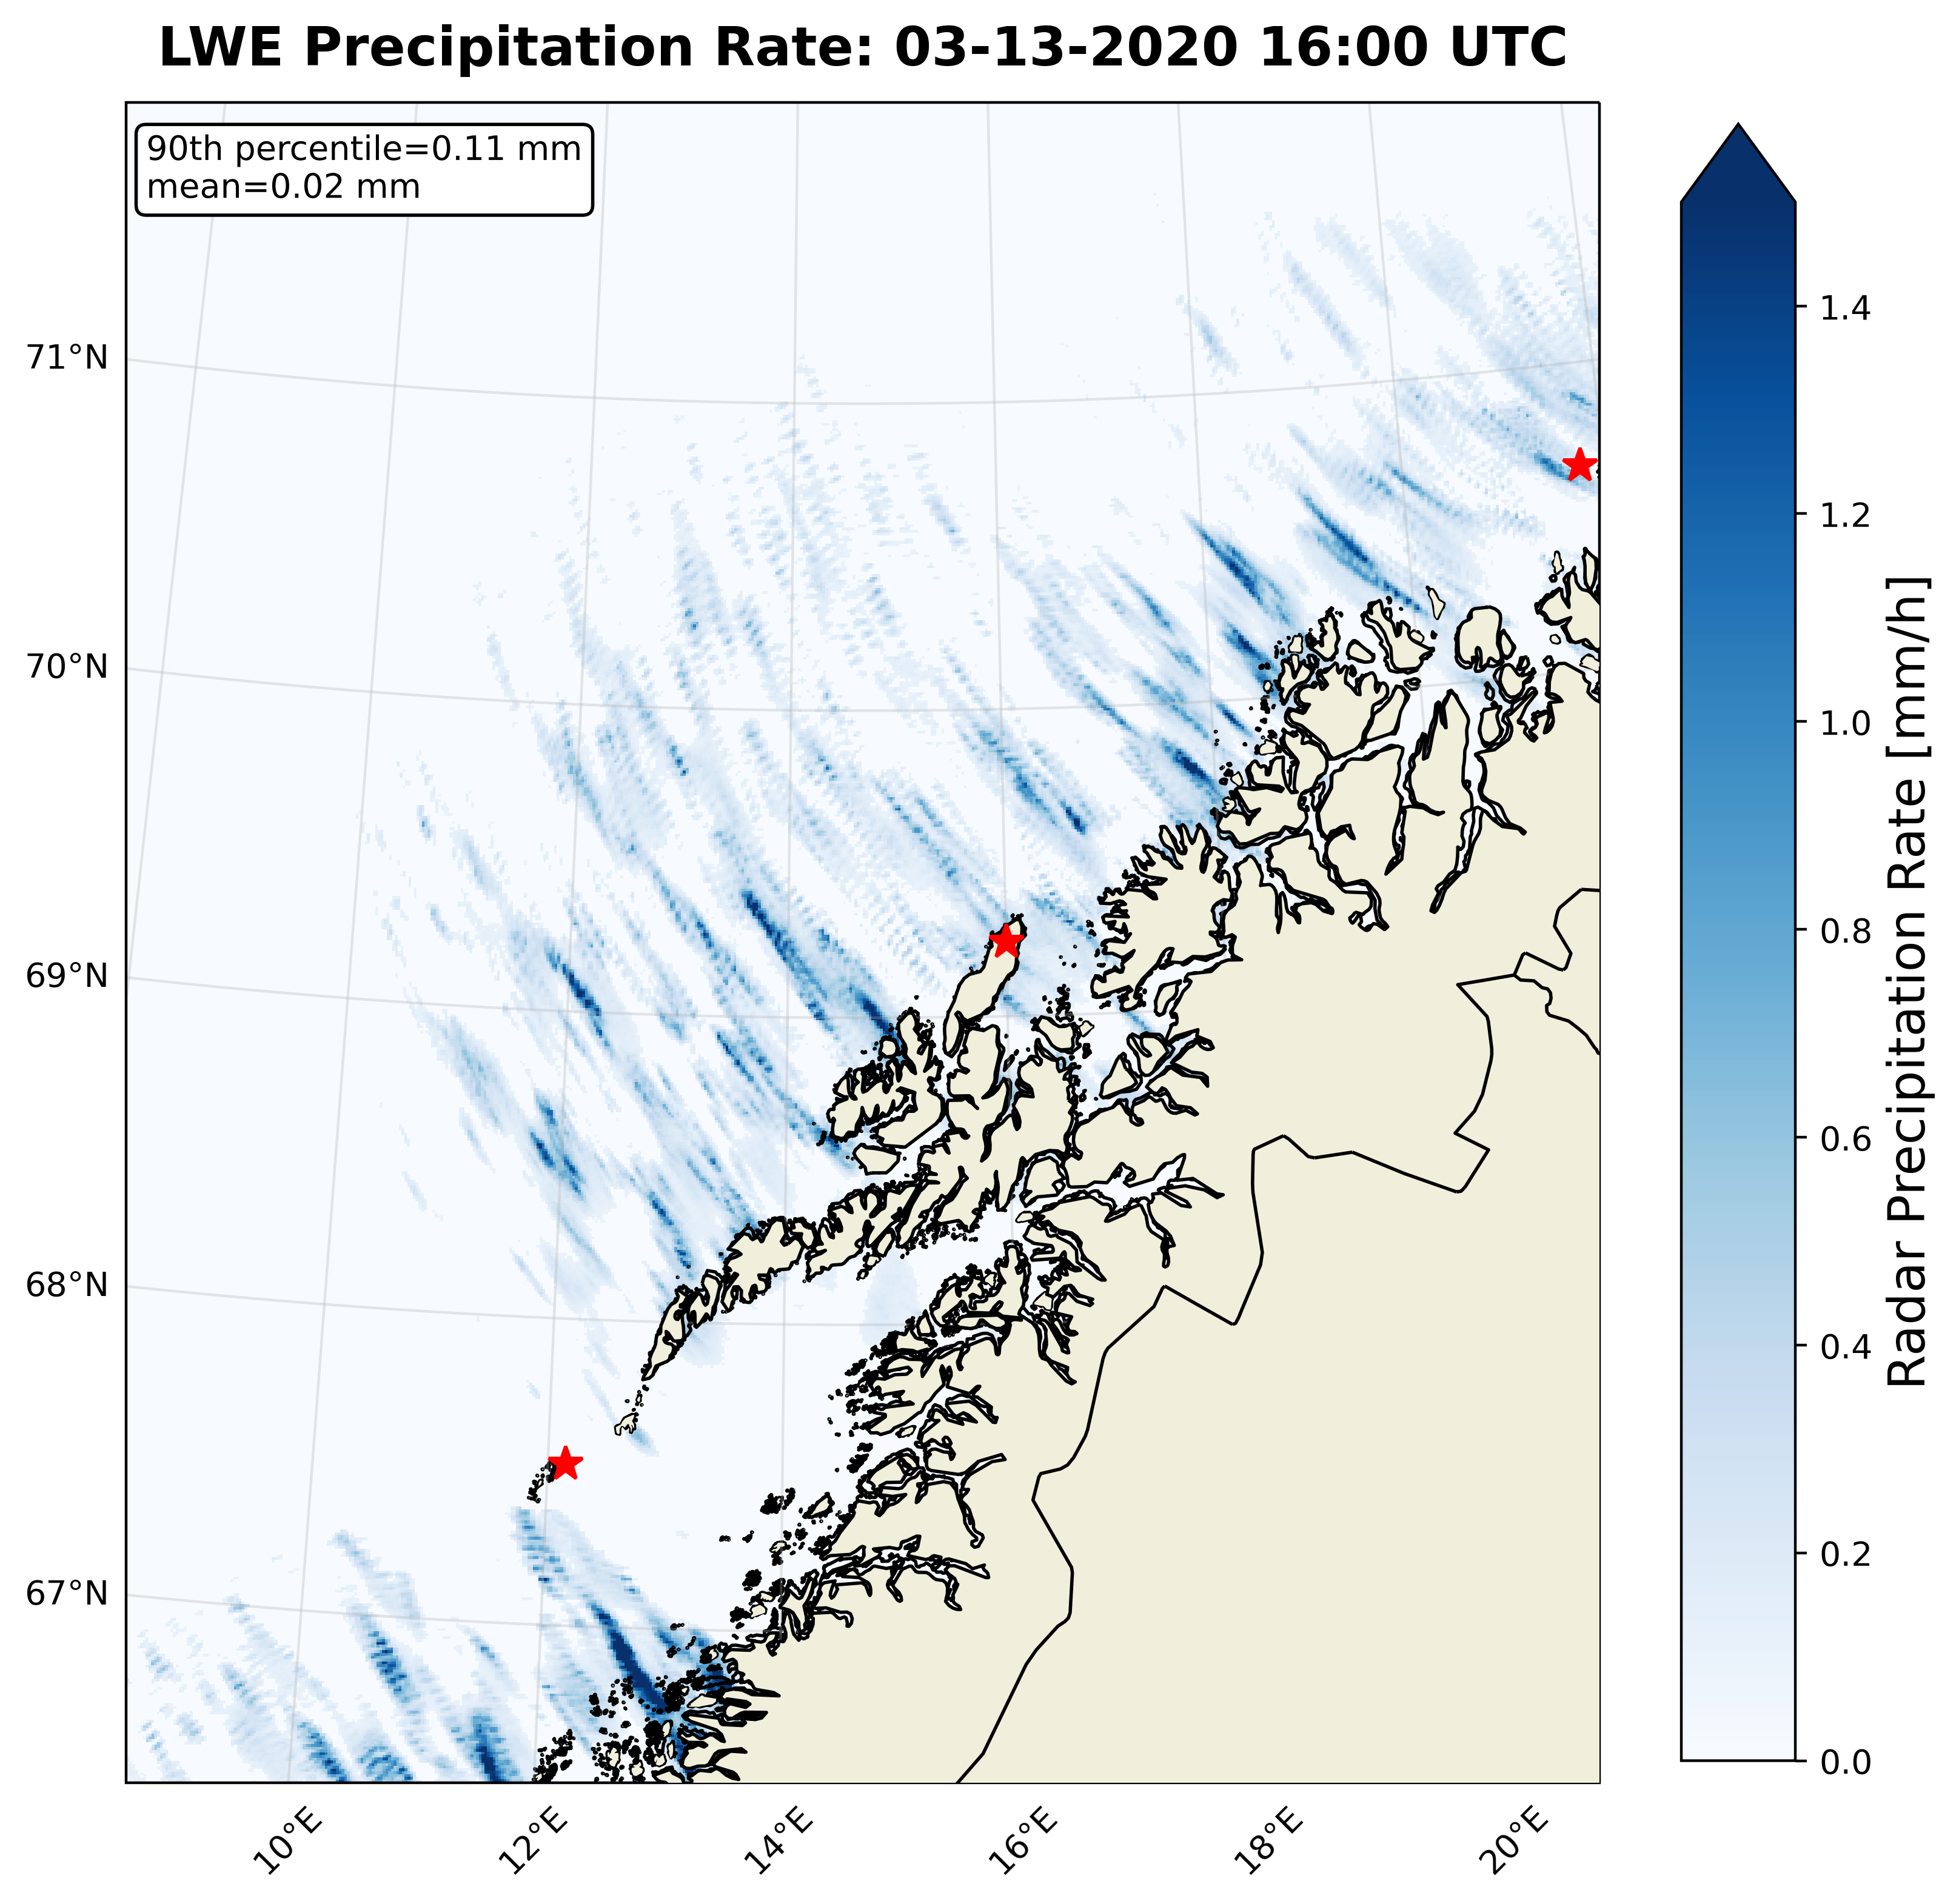 LWE Precipitation Rate: 03-13-2020 16:00 UTC
90th percentile=0.11 mm
mean=0.02 mm
71°N
70°N
69°N
68°N
67°N
10°E
12°E
14°E
16°E
18°E
20°E
1.4
1.2
1.0
0.8
0.6
0.4
0.2
0.0
Radar Precipitation Rate [mm/h]